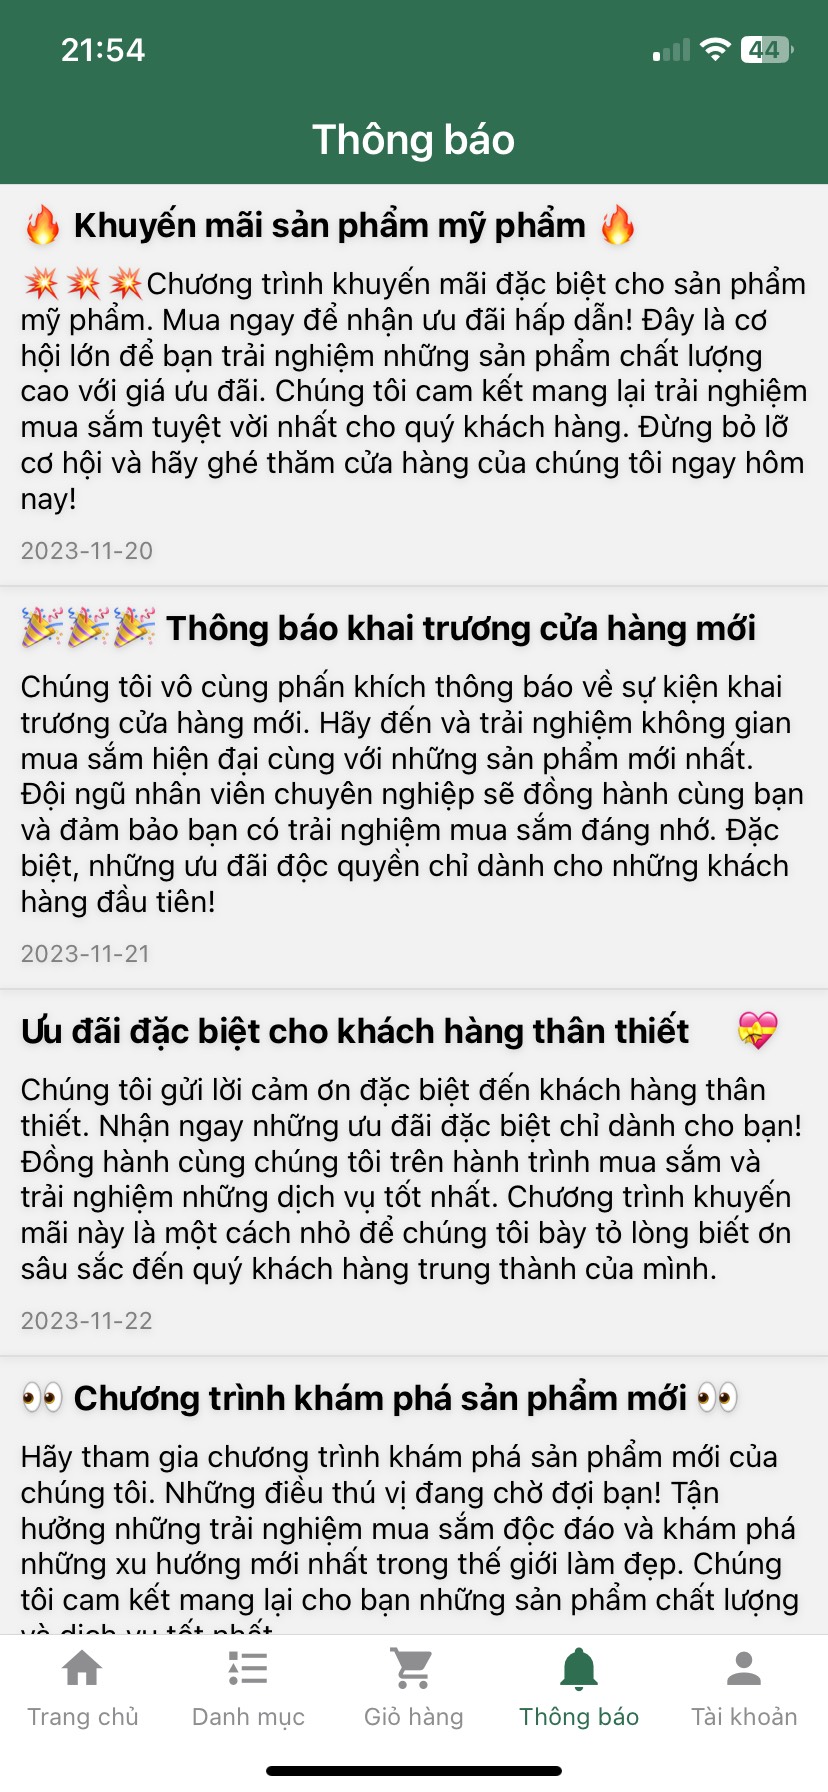 21:54
44
Thông báo
🔥 Khuyến mãi sản phẩm mỹ phẩm 🔥
💥 💥 💥Chương trình khuyến mãi đặc biệt cho sản phẩm
mỹ phẩm. Mua ngay để nhận ưu đãi hấp dẫn! Đây là cơ
hội lớn để bạn trải nghiệm những sản phẩm chất lượng
cao với giá ưu đãi. Chúng tôi cam kết mang lại trải nghiệm
mua sắm tuyệt vời nhất cho quý khách hàng. Đừng bỏ lỡ
cơ hội và hãy ghé thăm cửa hàng của chúng tôi ngay hôm
nay!
2023-11-20
🎉🎉🎉 Thông báo khai trương cửa hàng mới
Chúng tôi vô cùng phấn khích thông báo về sự kiện khai
trương cửa hàng mới. Hãy đến và trải nghiệm không gian
mua sắm hiện đại cùng với những sản phẩm mới nhất.
Đội ngũ nhân viên chuyên nghiệp sẽ đồng hành cùng bạn
và đảm bảo bạn có trải nghiệm mua sắm đáng nhớ. Đặc
biệt, những ưu đãi độc quyền chỉ dành cho những khách
hàng đầu tiên!
2023-11-21
Ưu đãi đặc biệt cho khách hàng thân thiết 💝
Chúng tôi gửi lời cảm ơn đặc biệt đến khách hàng thân
thiết. Nhận ngay những ưu đãi đặc biệt chỉ dành cho bạn!
Đồng hành cùng chúng tôi trên hành trình mua sắm và
trải nghiệm những dịch vụ tốt nhất. Chương trình khuyến
mãi này là một cách nhỏ để chúng tôi bày tỏ lòng biết ơn
sâu sắc đến quý khách hàng trung thành của mình.
2023-11-22
👀 Chương trình khám phá sản phẩm mới 👀
Hãy tham gia chương trình khám phá sản phẩm mới của
chúng tôi. Những điều thú vị đang chờ đợi bạn! Tận
hưởng những trải nghiệm mua sắm độc đáo và khám phá
những xu hướng mới nhất trong thế giới làm đẹp. Chúng
tôi cam kết mang lại cho bạn những sản phẩm chất lượng
và dịch vụ tốt nhất
Trang chủ
Danh mục
Giỏ hàng
Thông báo
Tài khoản